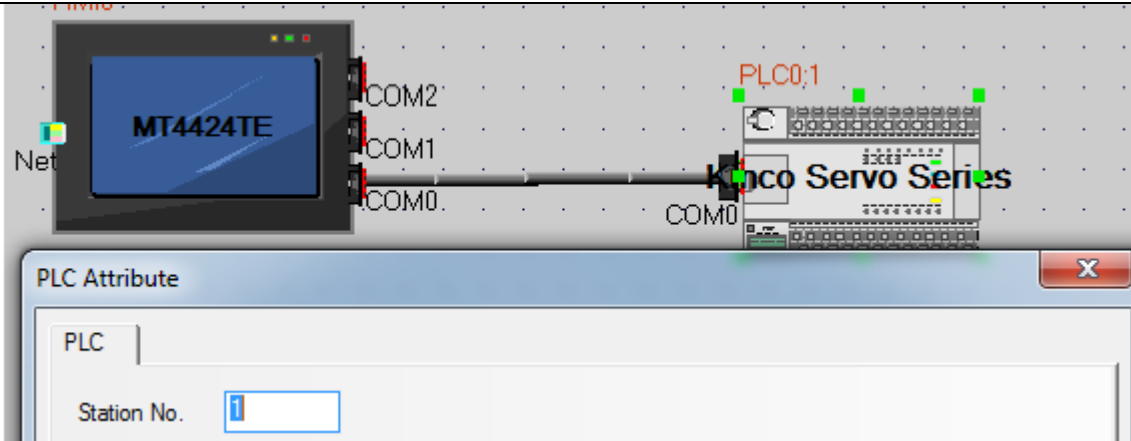 PLC0:1
COM2
MT4424TE
Net
COM1
COM0
Kinco Servo Series
COM0
PLC Attribute
PLC
Station No. 1